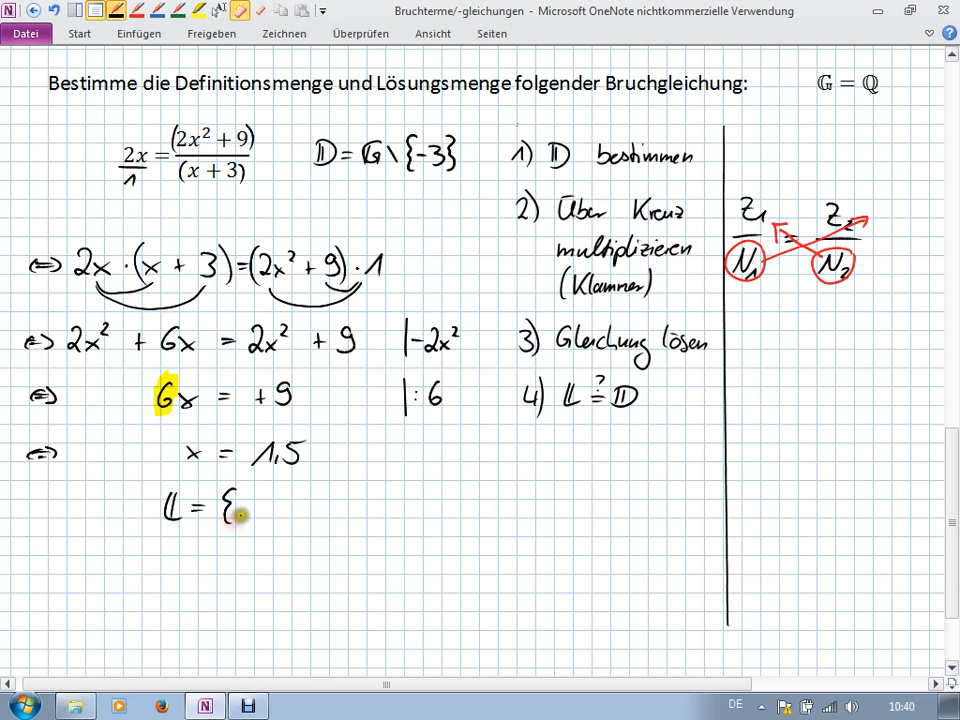 Bruchterme/-gleichungen - Microsoft OneNote nichtkommerzielle Verwendung
Datei Start Einfügen Freigeben Zeichnen Überprüfen Ansicht Seiten
Bestimme die Definitionsmenge und Lösungsmenge folgender Bruchgleichung: 𝔾 = ℚ
2x/1 = (2x² + 9)/(x + 3) 𝔻 = 𝔾 \ {-3}
⇔ 2x · (x + 3) = (2x² + 9) · 1
⇔ 2x² + 6x = 2x² + 9 |-2x²
⇔ 6x = +9 |: 6
⇔ x = 1,5
𝕃 = {
1) 𝔻 bestimmen
2) Über Kreuz
multiplizieren
(Klammer)
3) Gleichung lösen
4) 𝕃 ≟ 𝔻
Z₁/N₁ = Z₂/N₂
DE 10:40